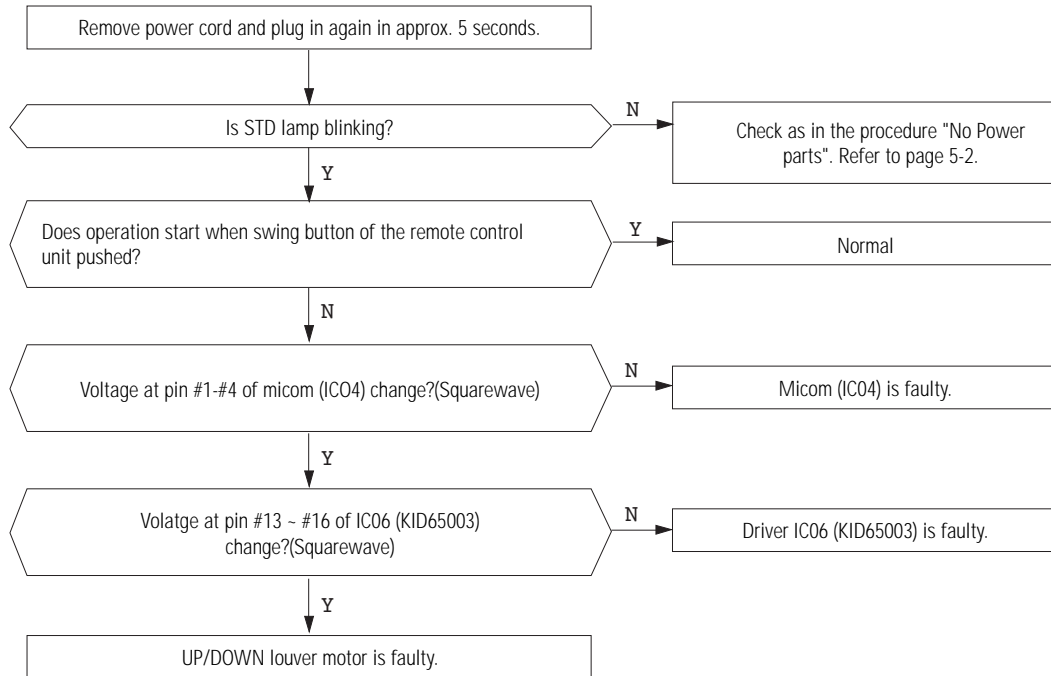 Remove power cord and plug in again in approx. 5 seconds.
Is STD lamp blinking?
N
Check as in the procedure "No Power
parts". Refer to page 5-2.
Y
Does operation start when swing button of the remote control
unit pushed?
Y
Normal
N
Voltage at pin #1-#4 of micom (ICO4) change?(Squarewave)
N
Micom (IC04) is faulty.
Y
Volatge at pin #13 ~ #16 of IC06 (KID65003)
change?(Squarewave)
N
Driver IC06 (KID65003) is faulty.
Y
UP/DOWN louver motor is faulty.